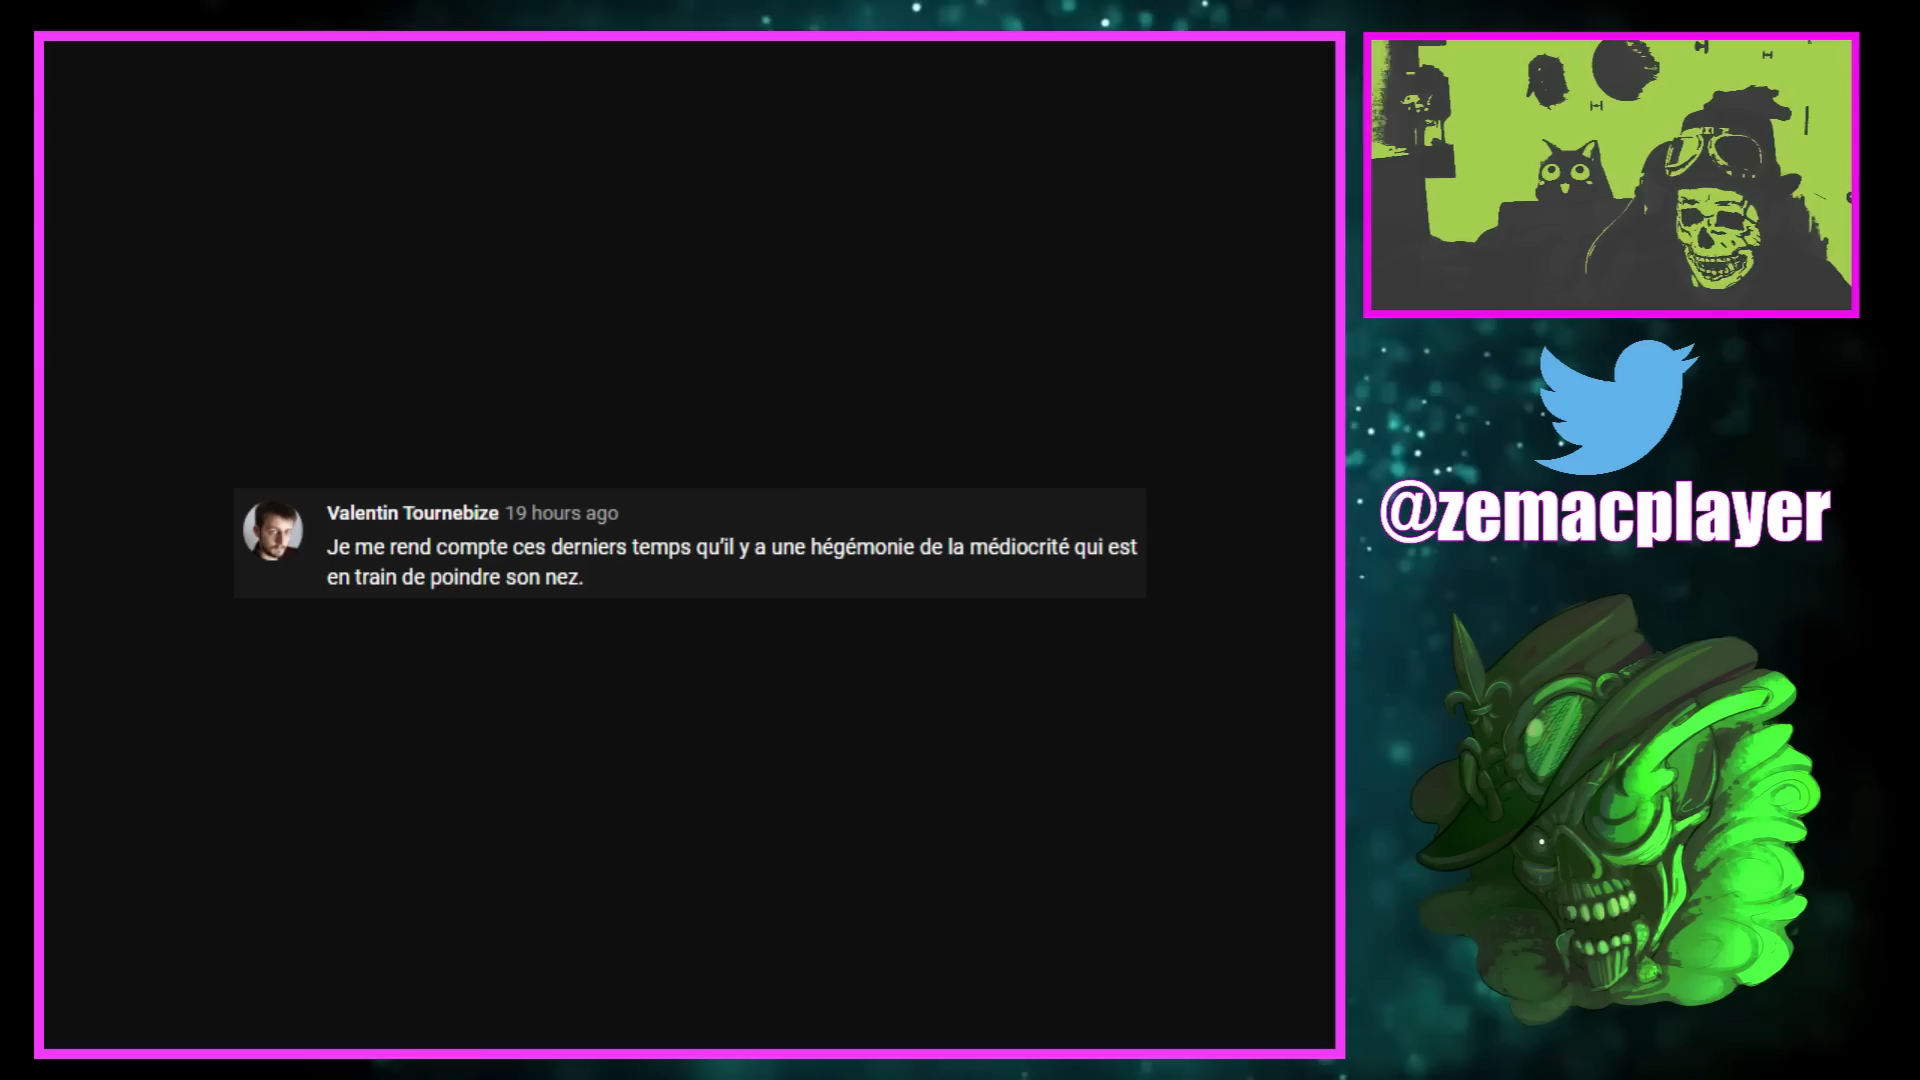 Valentin Tournebize 19 hours ago
Je me rend compte ces derniers temps qu'il y a une hégémonie de la médiocrité qui est
en train de poindre son nez.
@zemacplayer